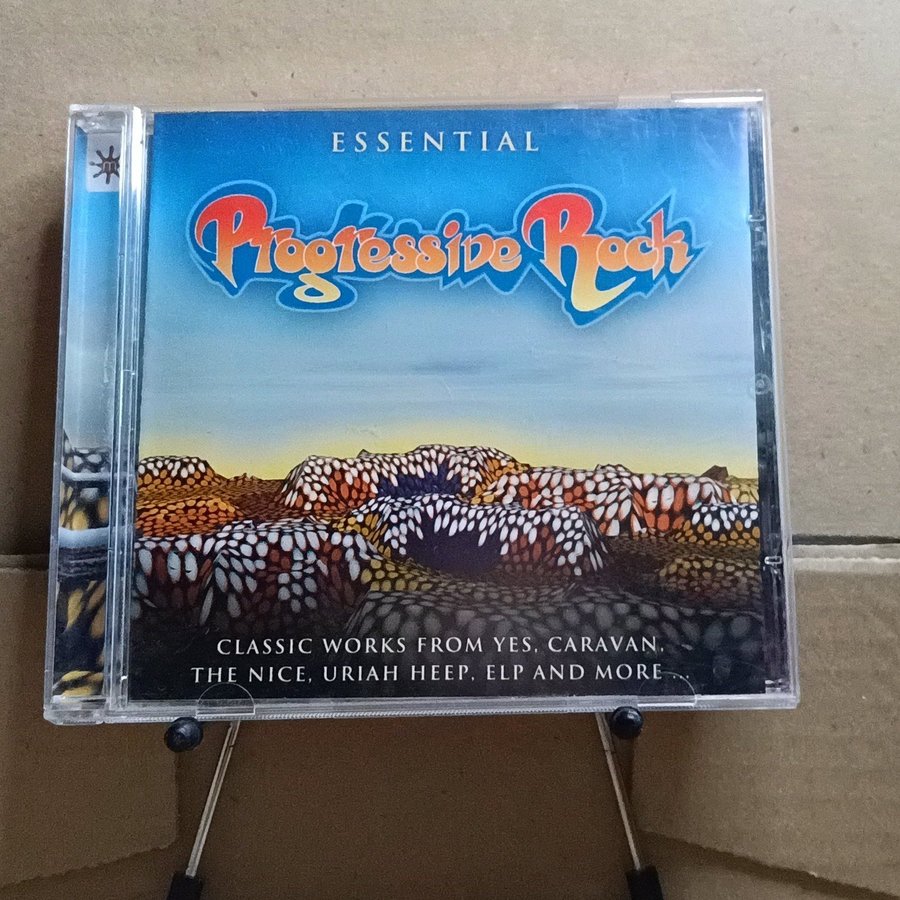 ESSENTIAL
Progressive Rock
CLASSIC WORKS FROM YES, CARAVAN,
THE NICE, URIAH HEEP, ELP AND MORE...